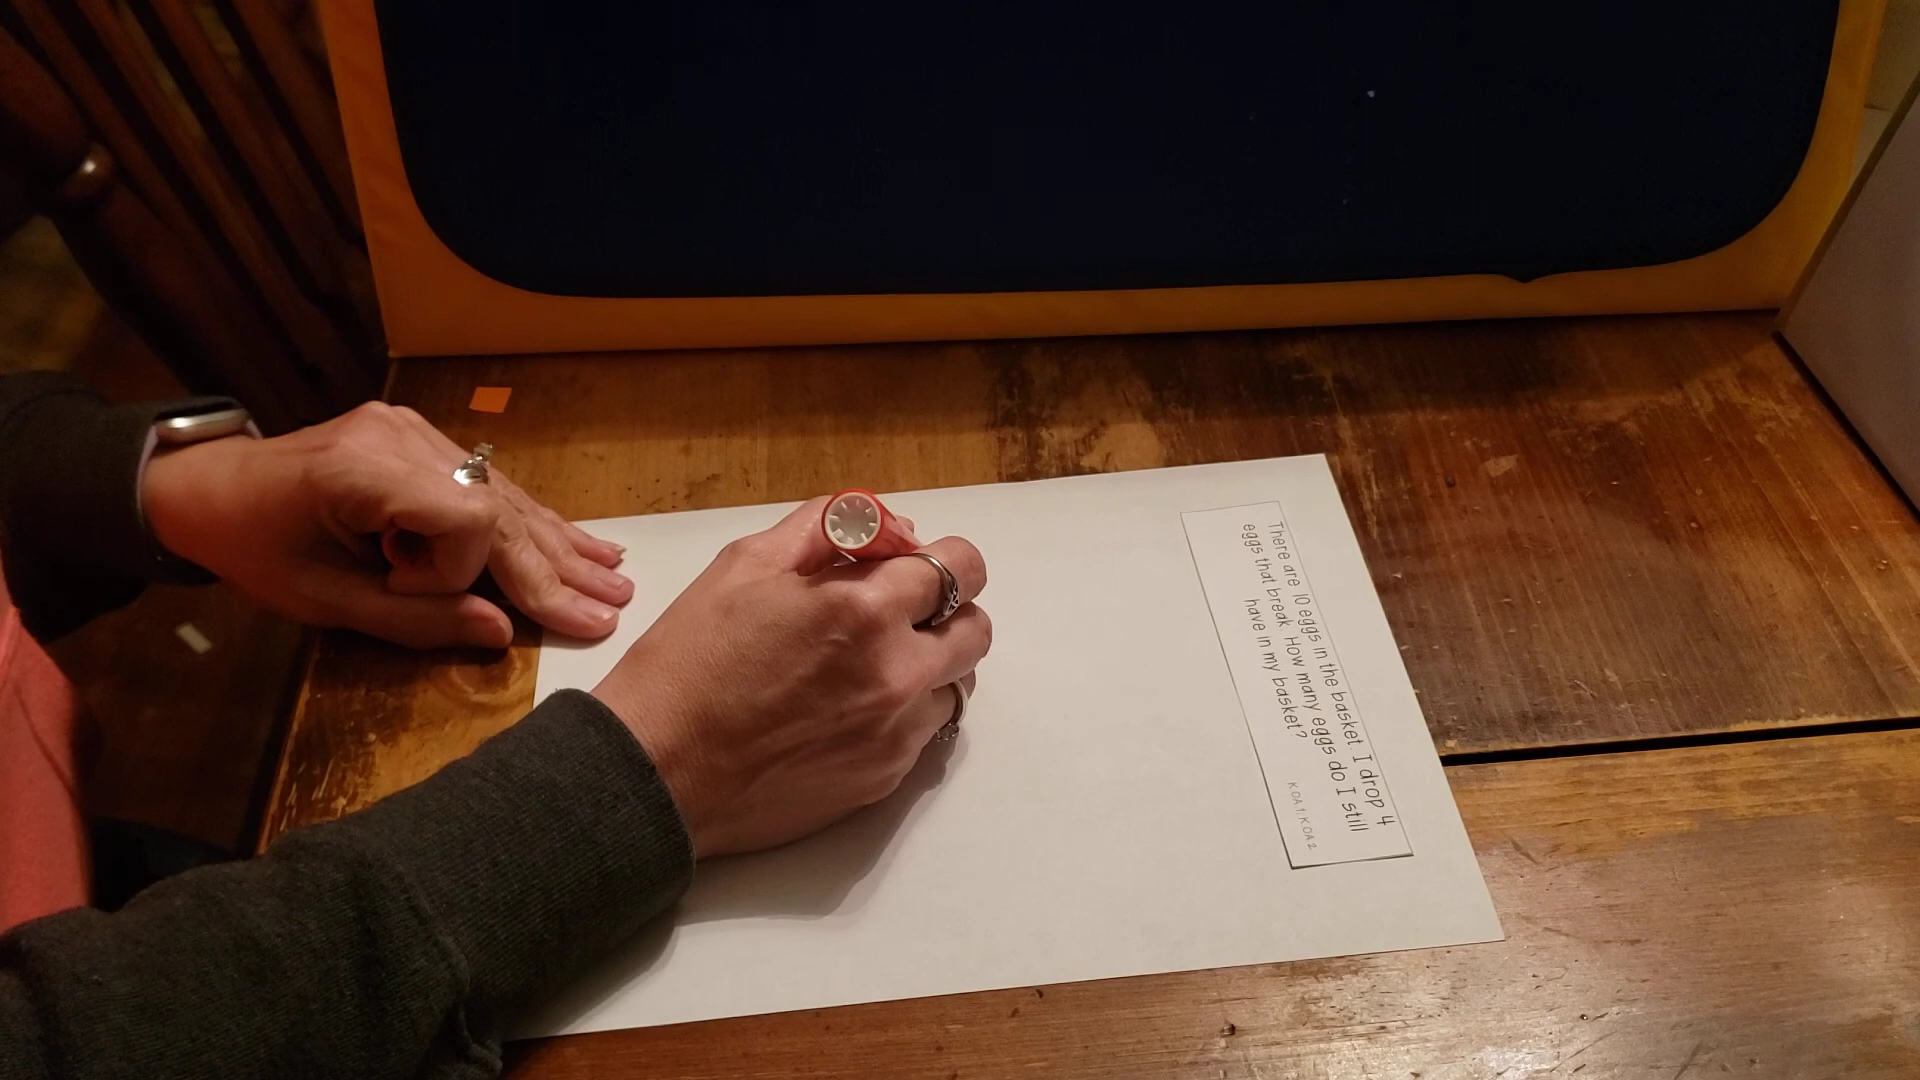 There are 10 eggs in the basket. I drop 4
eggs that break. How many eggs do I still
have in my basket?
K.OA.1, K.OA.2